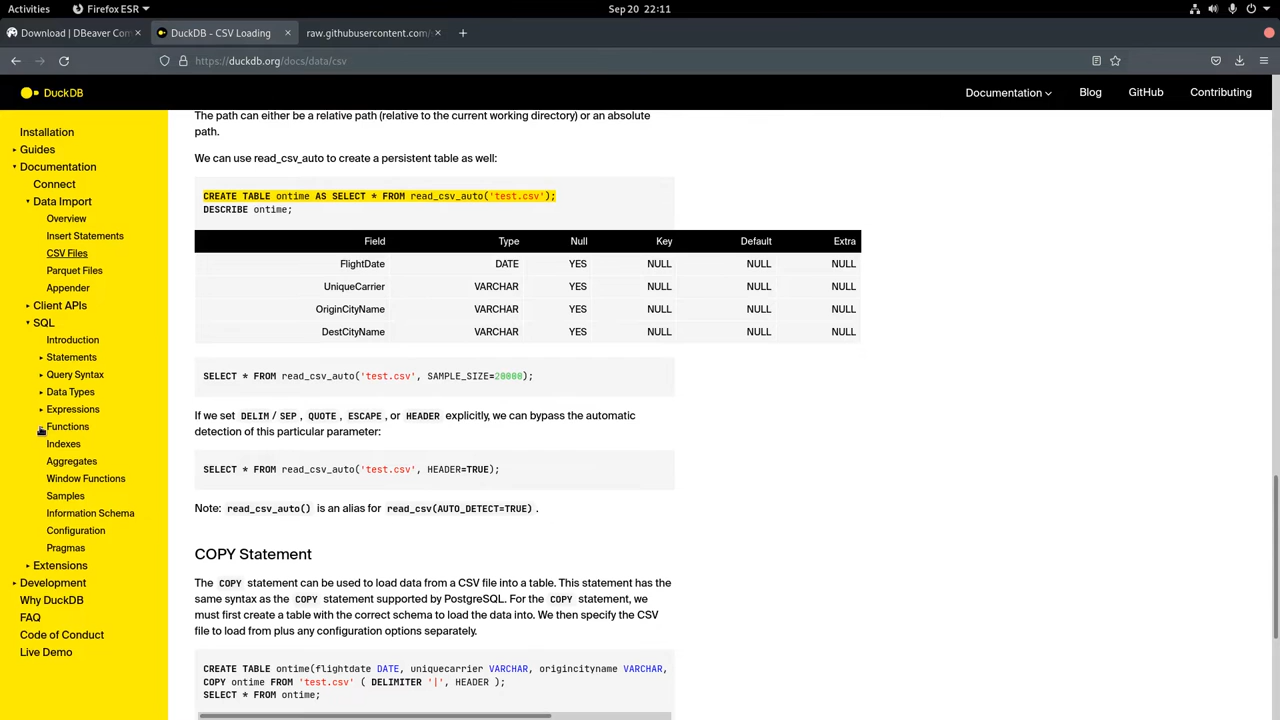 Activities
Firefox ESR
Sep 20 22:11
Download | DBeaver Com
DuckDB - CSV Loading
raw.githubusercontent.com/
https://duckdb.org/docs/data/csv
DuckDB
Documentation
Blog
GitHub
Contributing
Installation
Guides
Documentation
Connect
Data Import
Overview
Insert Statements
CSV Files
Parquet Files
Appender
Client APIs
SQL
Introduction
Statements
Query Syntax
Data Types
Expressions
Functions
Indexes
Aggregates
Window Functions
Samples
Information Schema
Configuration
Pragmas
Extensions
Development
Why DuckDB
FAQ
Code of Conduct
Live Demo
The path can either be a relative path (relative to the current working directory) or an absolute
path.
We can use read_csv_auto to create a persistent table as well:
CREATE TABLE ontime AS SELECT * FROM read_csv_auto('test.csv');
DESCRIBE ontime;
Field Type Null Key Default Extra
FlightDate DATE YES NULL NULL NULL
UniqueCarrier VARCHAR YES NULL NULL NULL
OriginCityName VARCHAR YES NULL NULL NULL
DestCityName VARCHAR YES NULL NULL NULL
SELECT * FROM read_csv_auto('test.csv', SAMPLE_SIZE=20000);
If we set DELIM / SEP, QUOTE, ESCAPE, or HEADER explicitly, we can bypass the automatic
detection of this particular parameter:
SELECT * FROM read_csv_auto('test.csv', HEADER=TRUE);
Note: read_csv_auto() is an alias for read_csv(AUTO_DETECT=TRUE).
COPY Statement
The COPY statement can be used to load data from a CSV file into a table. This statement has the
same syntax as the COPY statement supported by PostgreSQL. For the COPY statement, we
must first create a table with the correct schema to load the data into. We then specify the CSV
file to load from plus any configuration options separately.
CREATE TABLE ontime(flightdate DATE, uniquecarrier VARCHAR, origincityname VARCHAR,
COPY ontime FROM 'test.csv' ( DELIMITER '|', HEADER );
SELECT * FROM ontime;